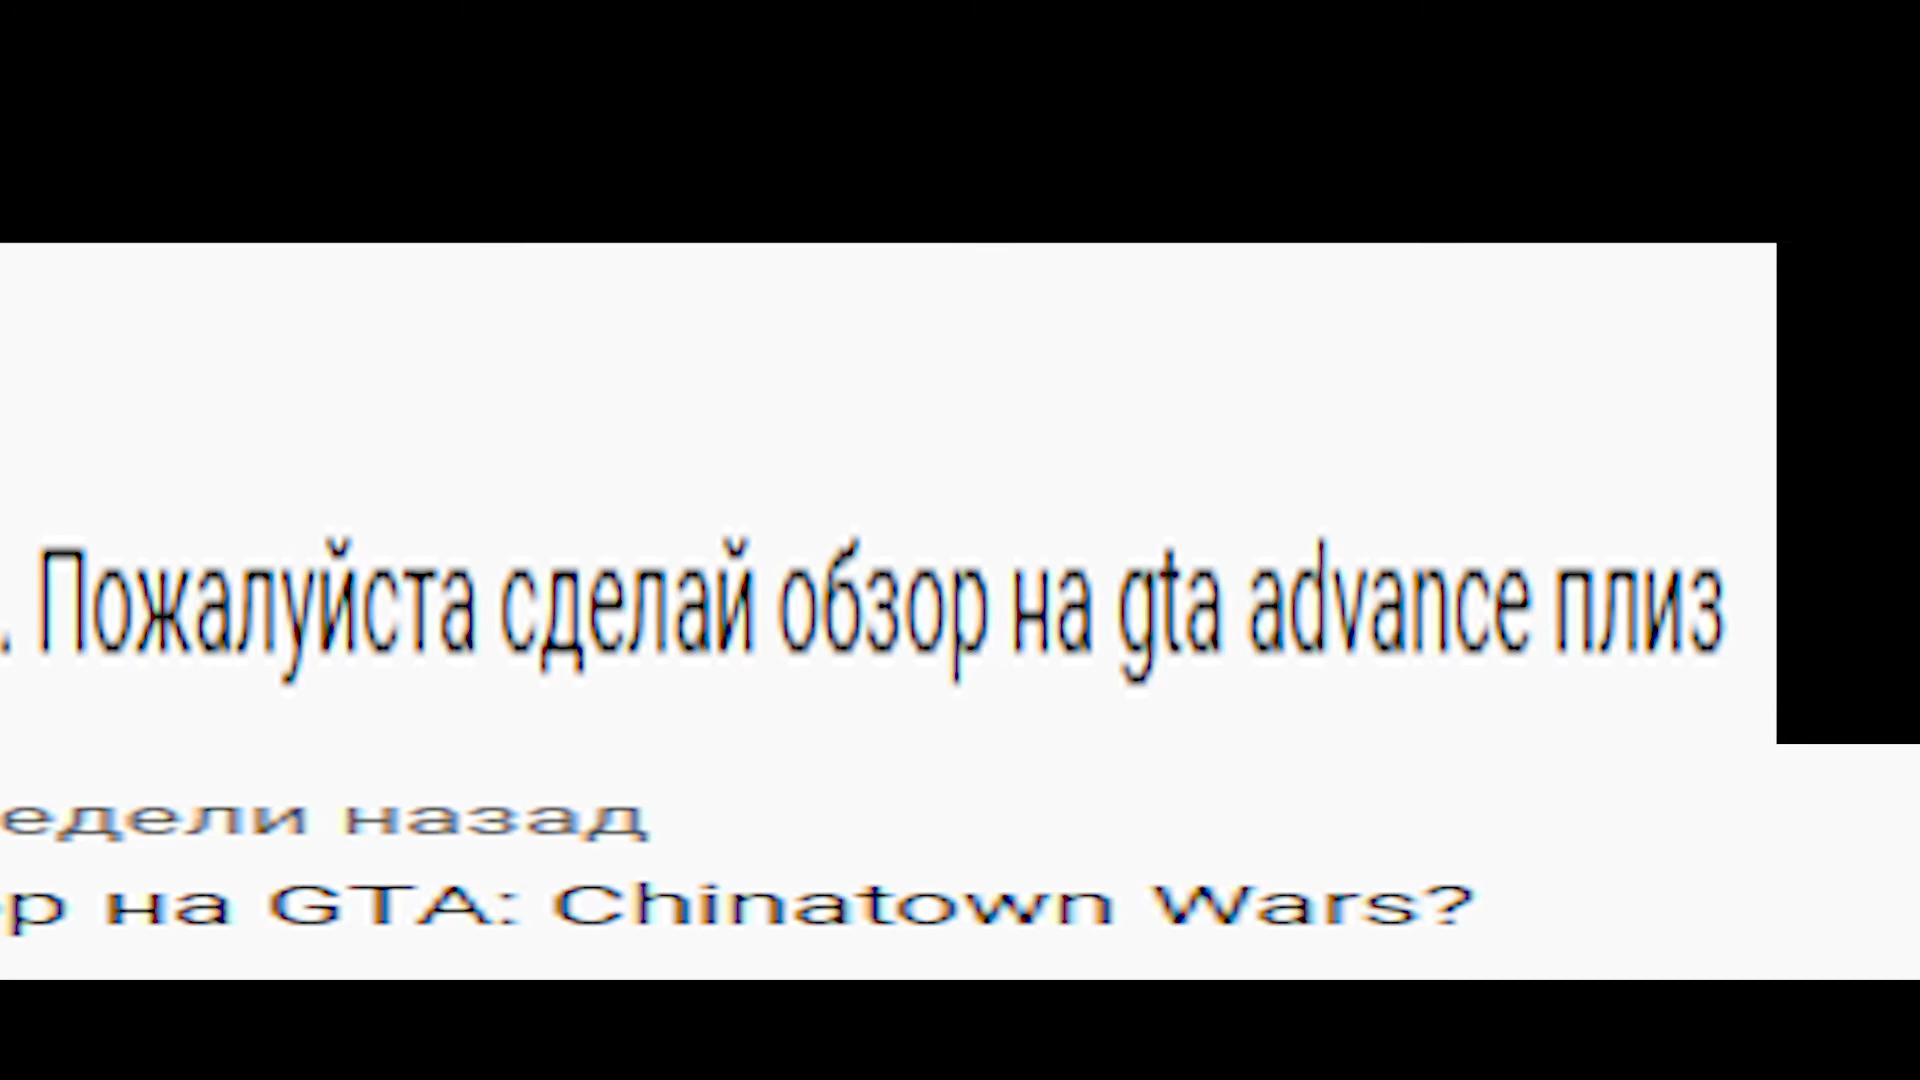 . Пожалуйста сделай обзор на gta advance плиз
едели назад
р на GTA: Chinatown Wars?